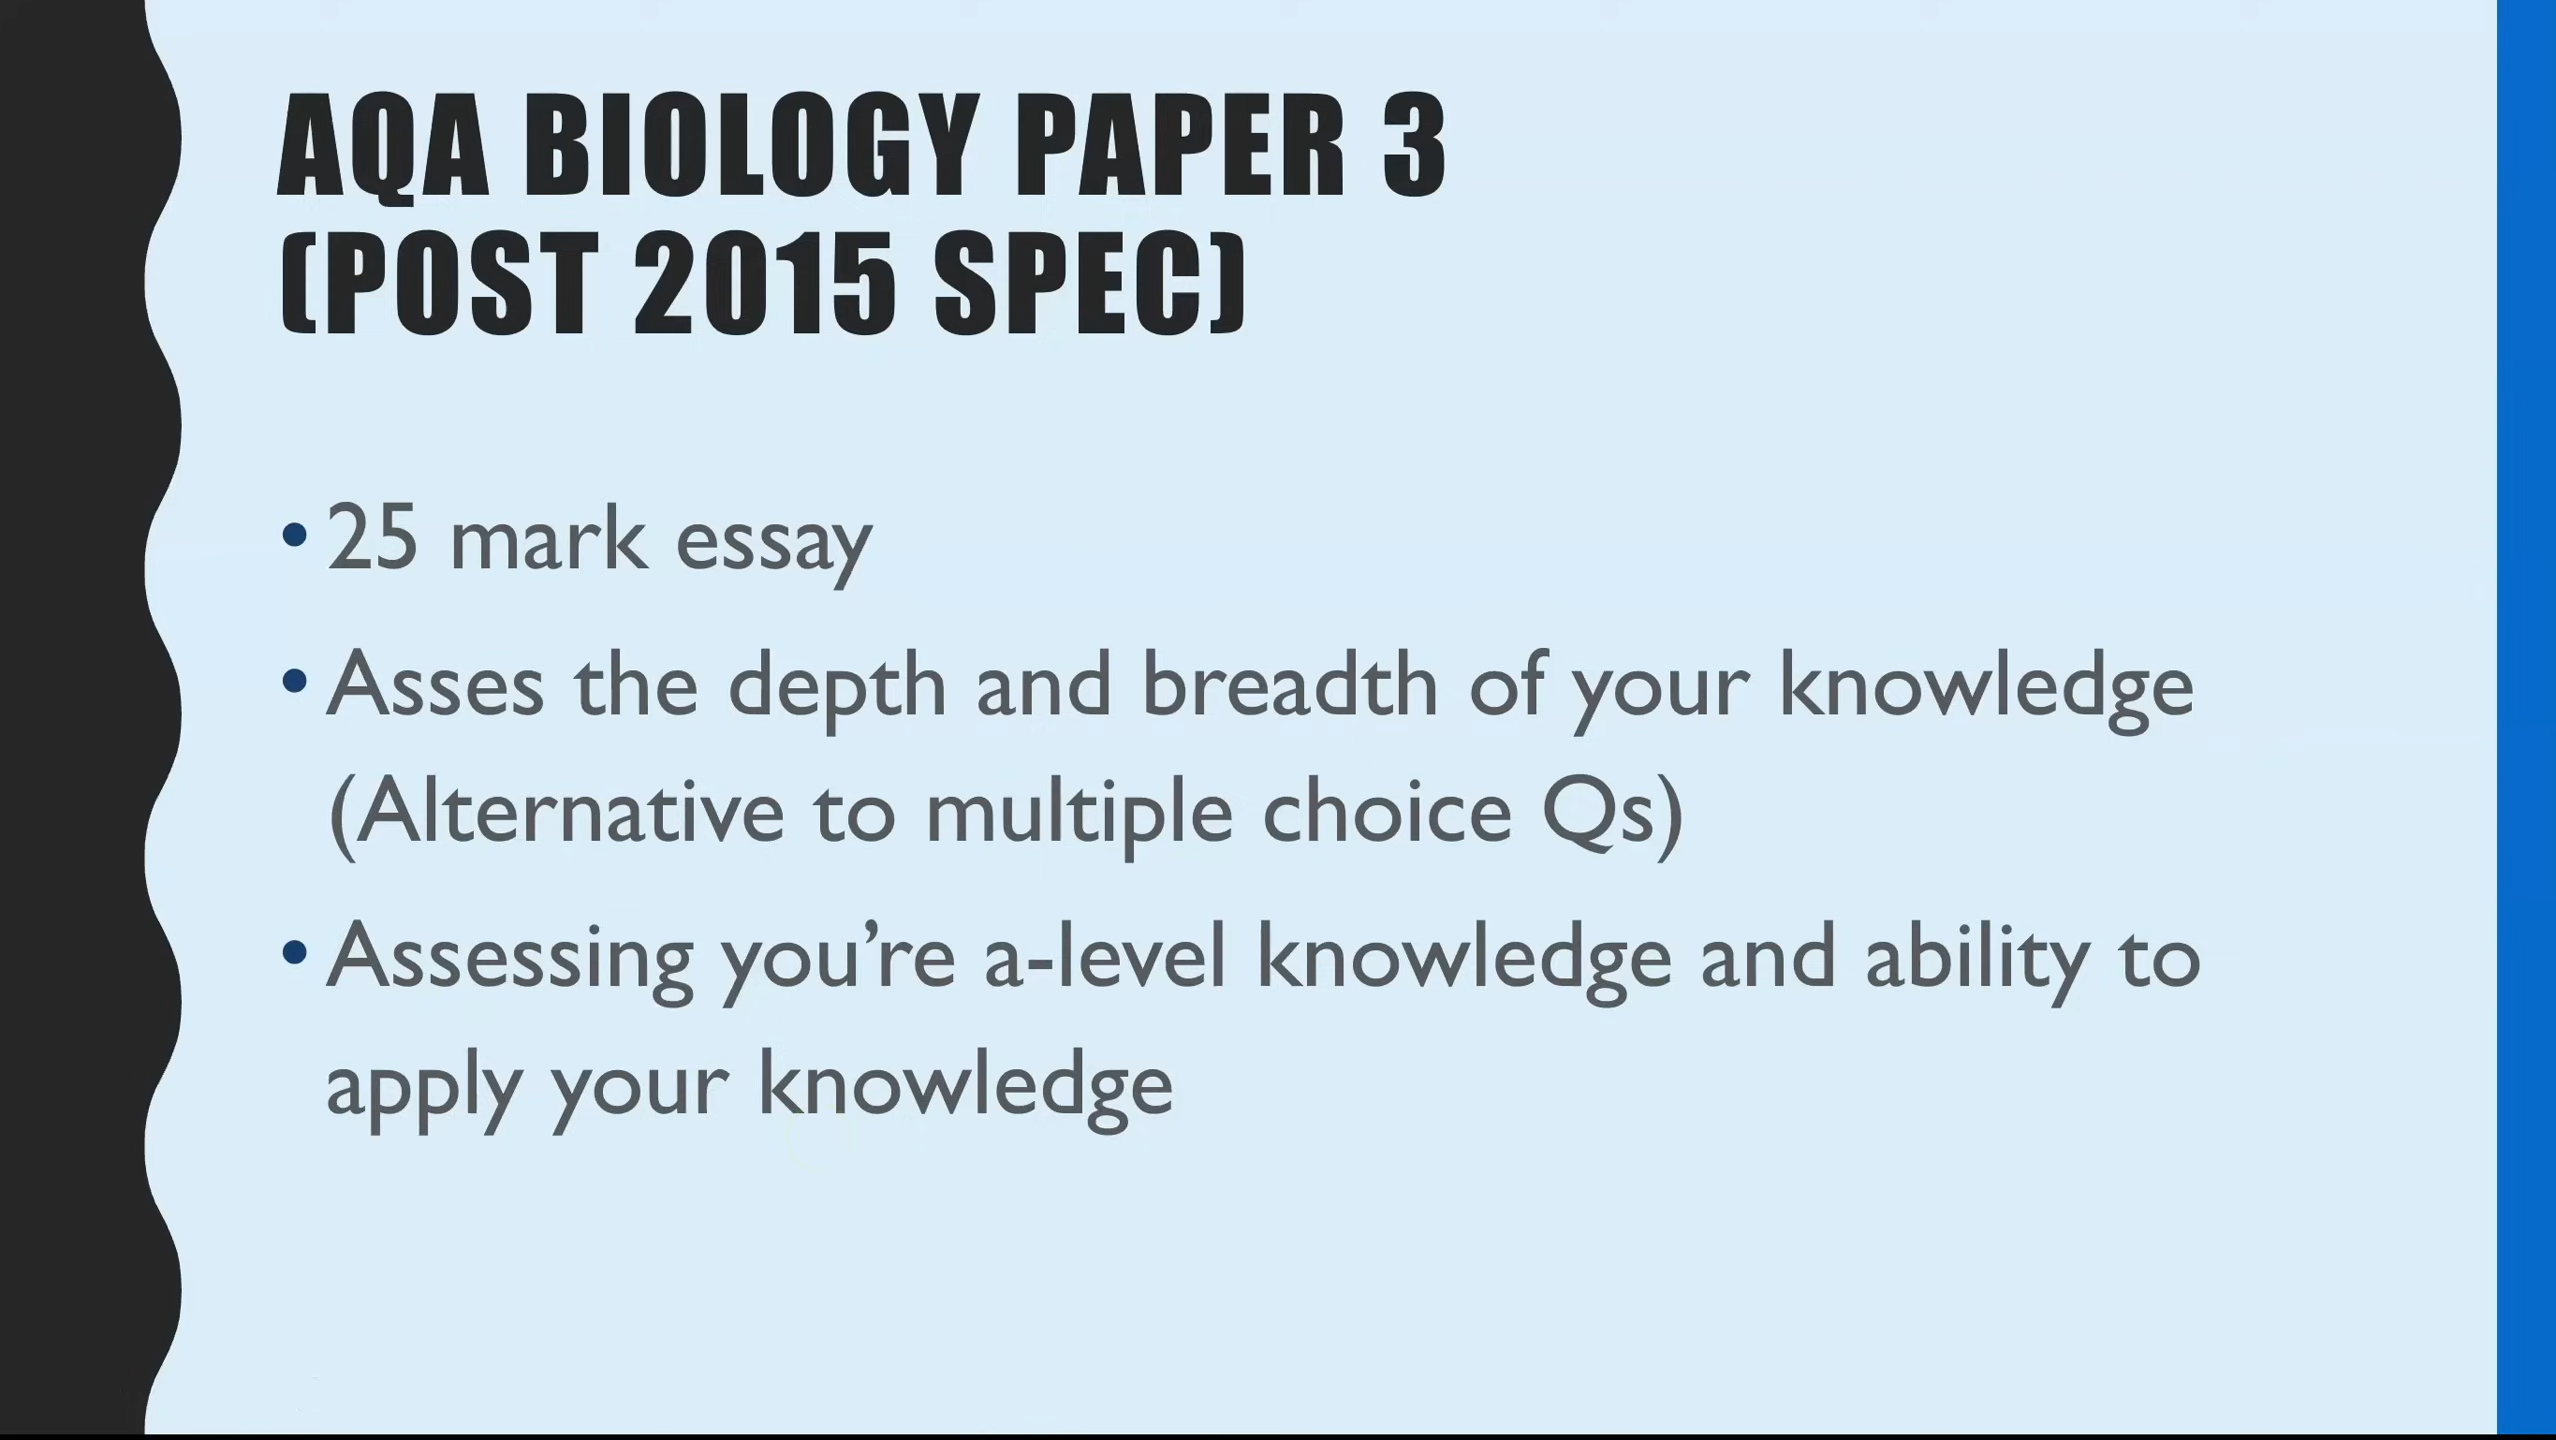 AQA BIOLOGY PAPER 3
(POST 2015 SPEC)
• 25 mark essay
• Asses the depth and breadth of your knowledge
(Alternative to multiple choice Qs)
• Assessing you’re a-level knowledge and ability to
apply your knowledge